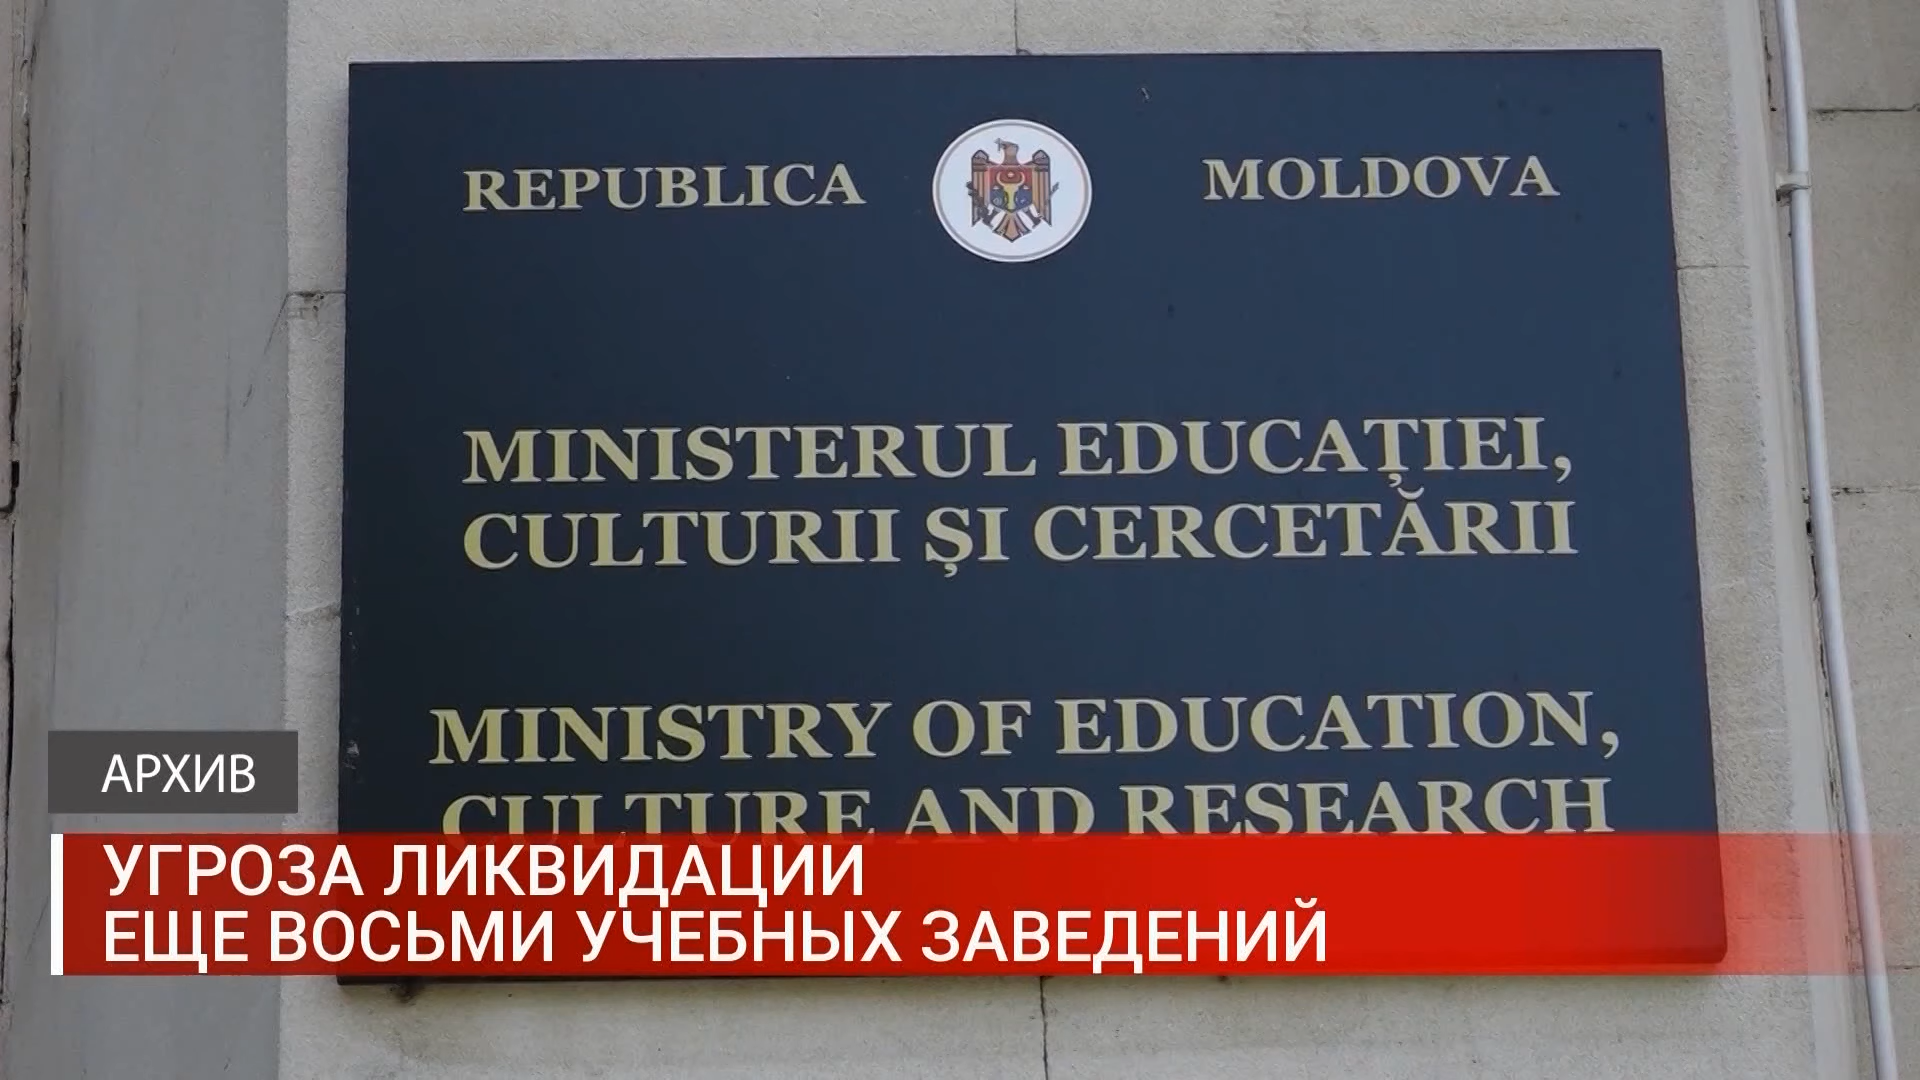 REPUBLICA MOLDOVA
MINISTERUL EDUCAȚIEI,
CULTURII ȘI CERCETĂRII
MINISTRY OF EDUCATION,
CULTURE AND RESEARCH
АРХИВ
УГРОЗА ЛИКВИДАЦИИ
ЕЩЕ ВОСЬМИ УЧЕБНЫХ ЗАВЕДЕНИЙ